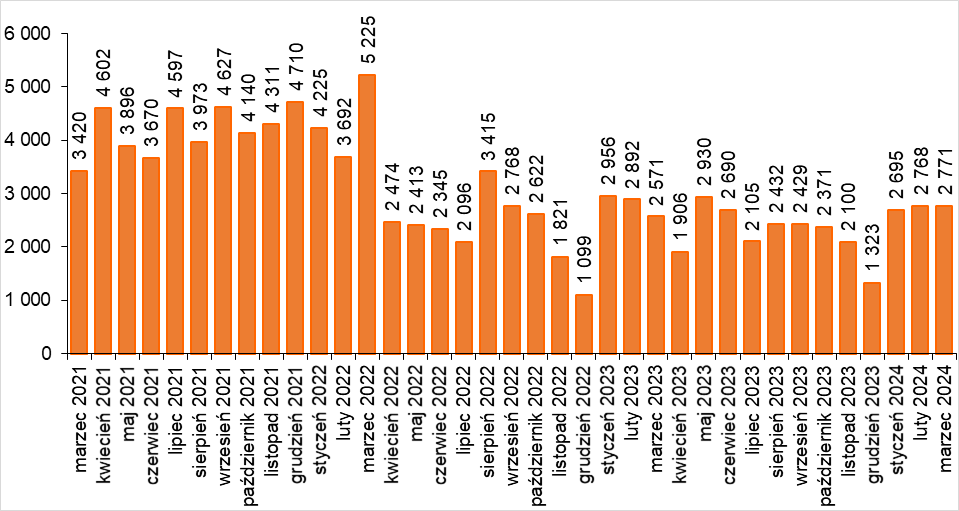 6 000
5 000
4 000
3 000
2 000
1 000
0
3 420
4 602
3 896
3 670
4 597
3 973
4 627
4 140
4 311
4 710
4 225
3 692
5 225
2 474
2 413
2 345
2 096
3 415
2 768
2 622
1 821
1 099
2 956
2 892
2 571
1 906
2 930
2 690
2 105
2 432
2 429
2 371
2 100
1 323
2 695
2 768
2 771
marzec 2021
kwiecień 2021
maj 2021
czerwiec 2021
lipiec 2021
sierpień 2021
wrzesień 2021
październik 2021
listopad 2021
grudzień 2021
styczeń 2022
luty 2022
marzec 2022
kwiecień 2022
maj 2022
czerwiec 2022
lipiec 2022
sierpień 2022
wrzesień 2022
październik 2022
listopad 2022
grudzień 2022
styczeń 2023
luty 2023
marzec 2023
kwiecień 2023
maj 2023
czerwiec 2023
lipiec 2023
sierpień 2023
wrzesień 2023
październik 2023
listopad 2023
grudzień 2023
styczeń 2024
luty 2024
marzec 2024